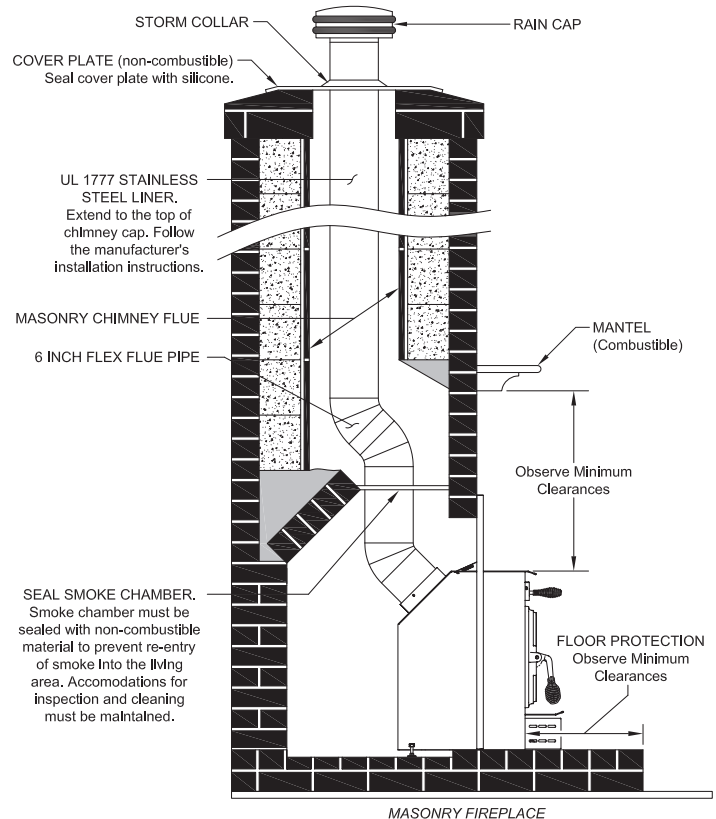 STORM COLLAR
RAIN CAP
COVER PLATE (non-combustible)
Seal cover plate with silicone.
UL 1777 STAINLESS
STEEL LINER.
Extend to the top of
chimney cap. Follow
the manufacturer's
installation instructions.
MASONRY CHIMNEY FLUE
6 INCH FLEX FLUE PIPE
MANTEL
(Combustible)
Observe Minimum
Clearances
SEAL SMOKE CHAMBER.
Smoke chamber must be
sealed with non-combustible
material to prevent re-entry
of smoke into the living
area. Accomodations for
inspection and cleaning
must be maintained.
FLOOR PROTECTION
Observe Minimum
Clearances
MASONRY FIREPLACE